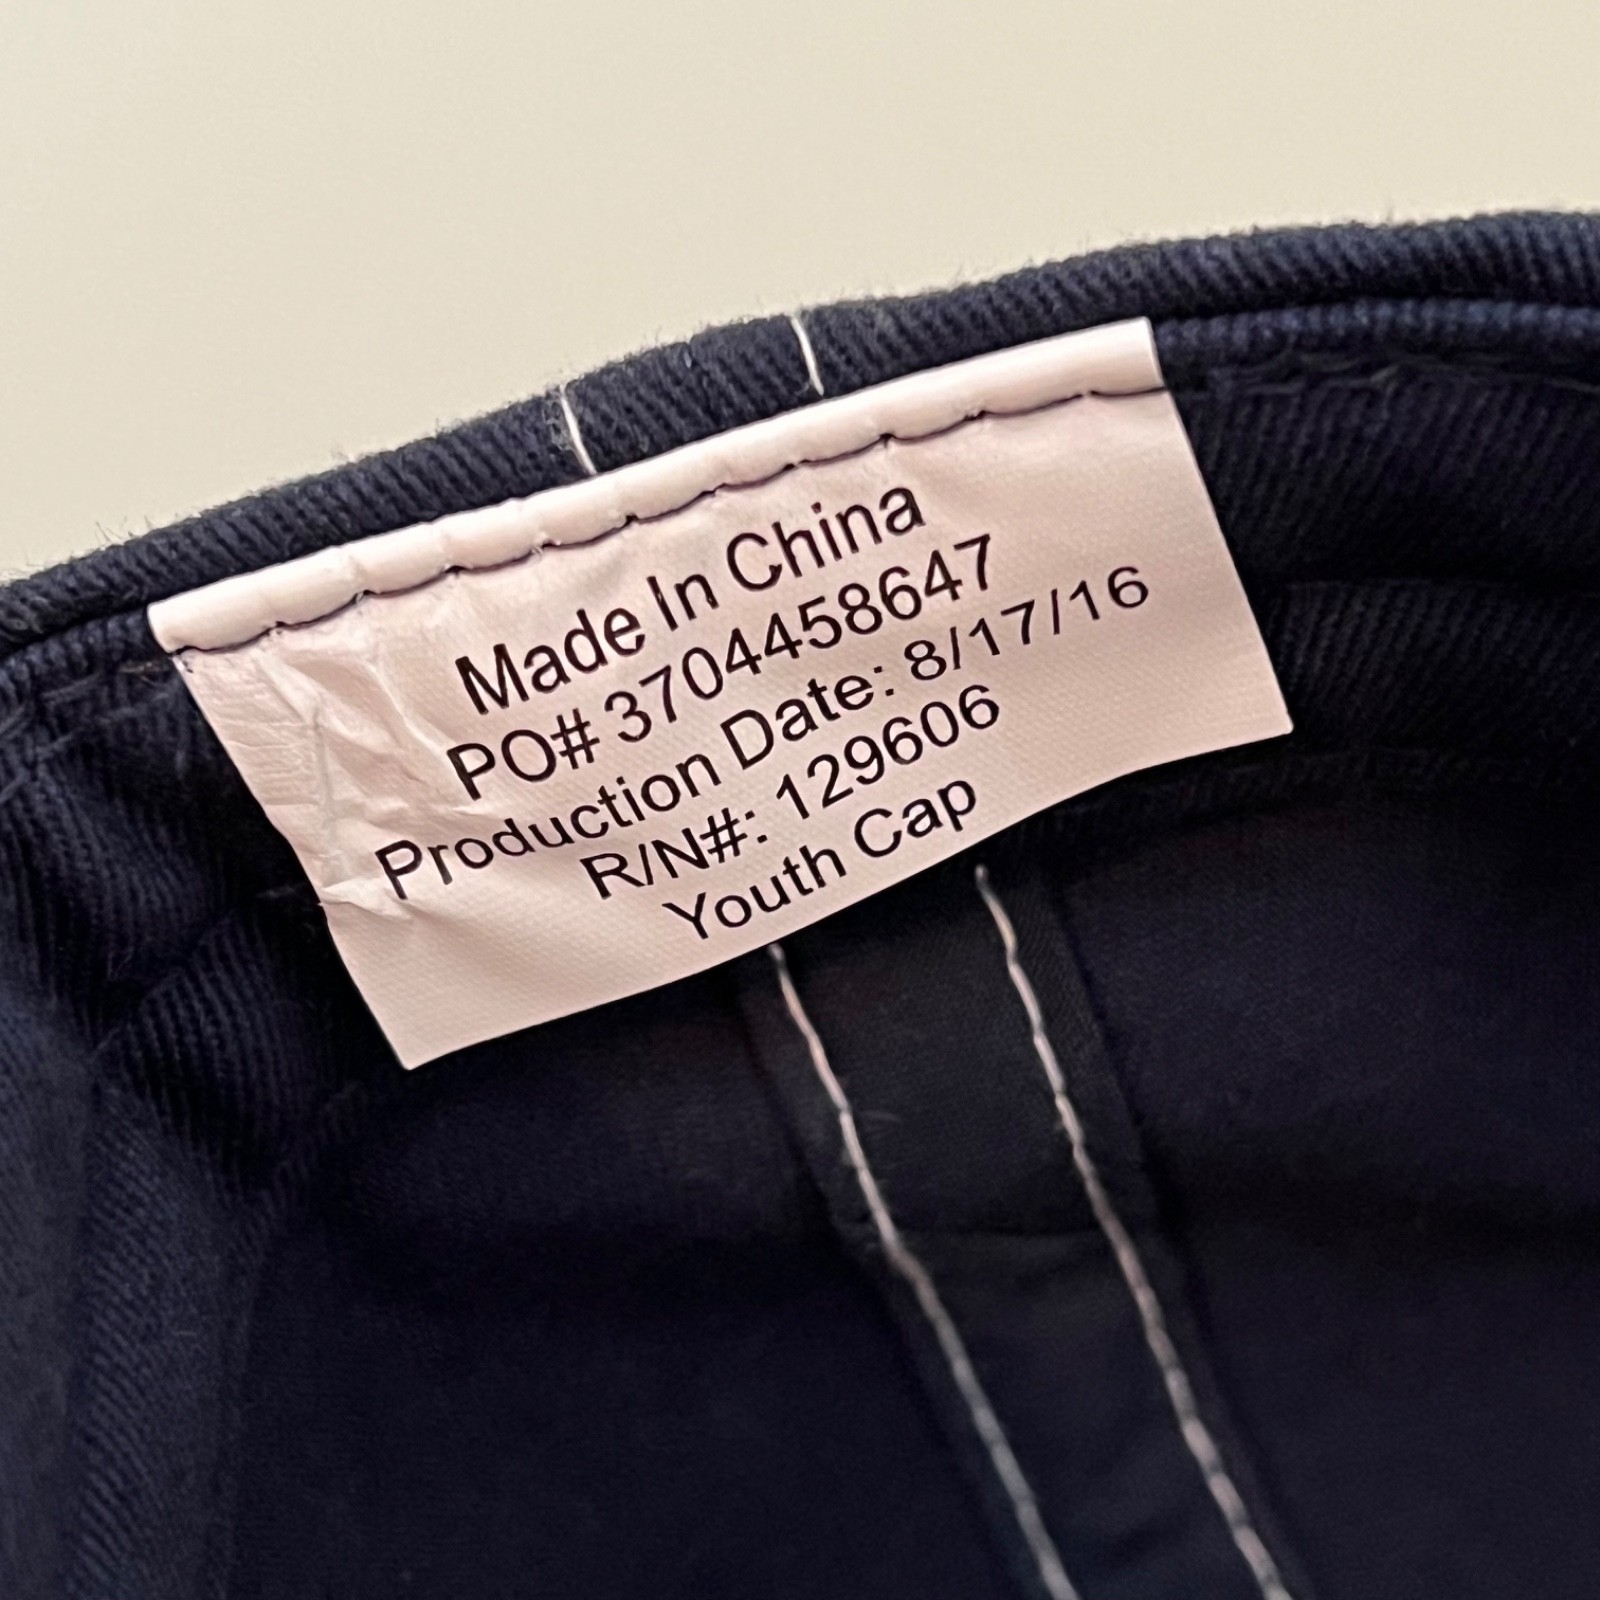 Made In China
PO# 3704458647
Production Date: 8/17/16
R/N#: 129606
Youth Cap